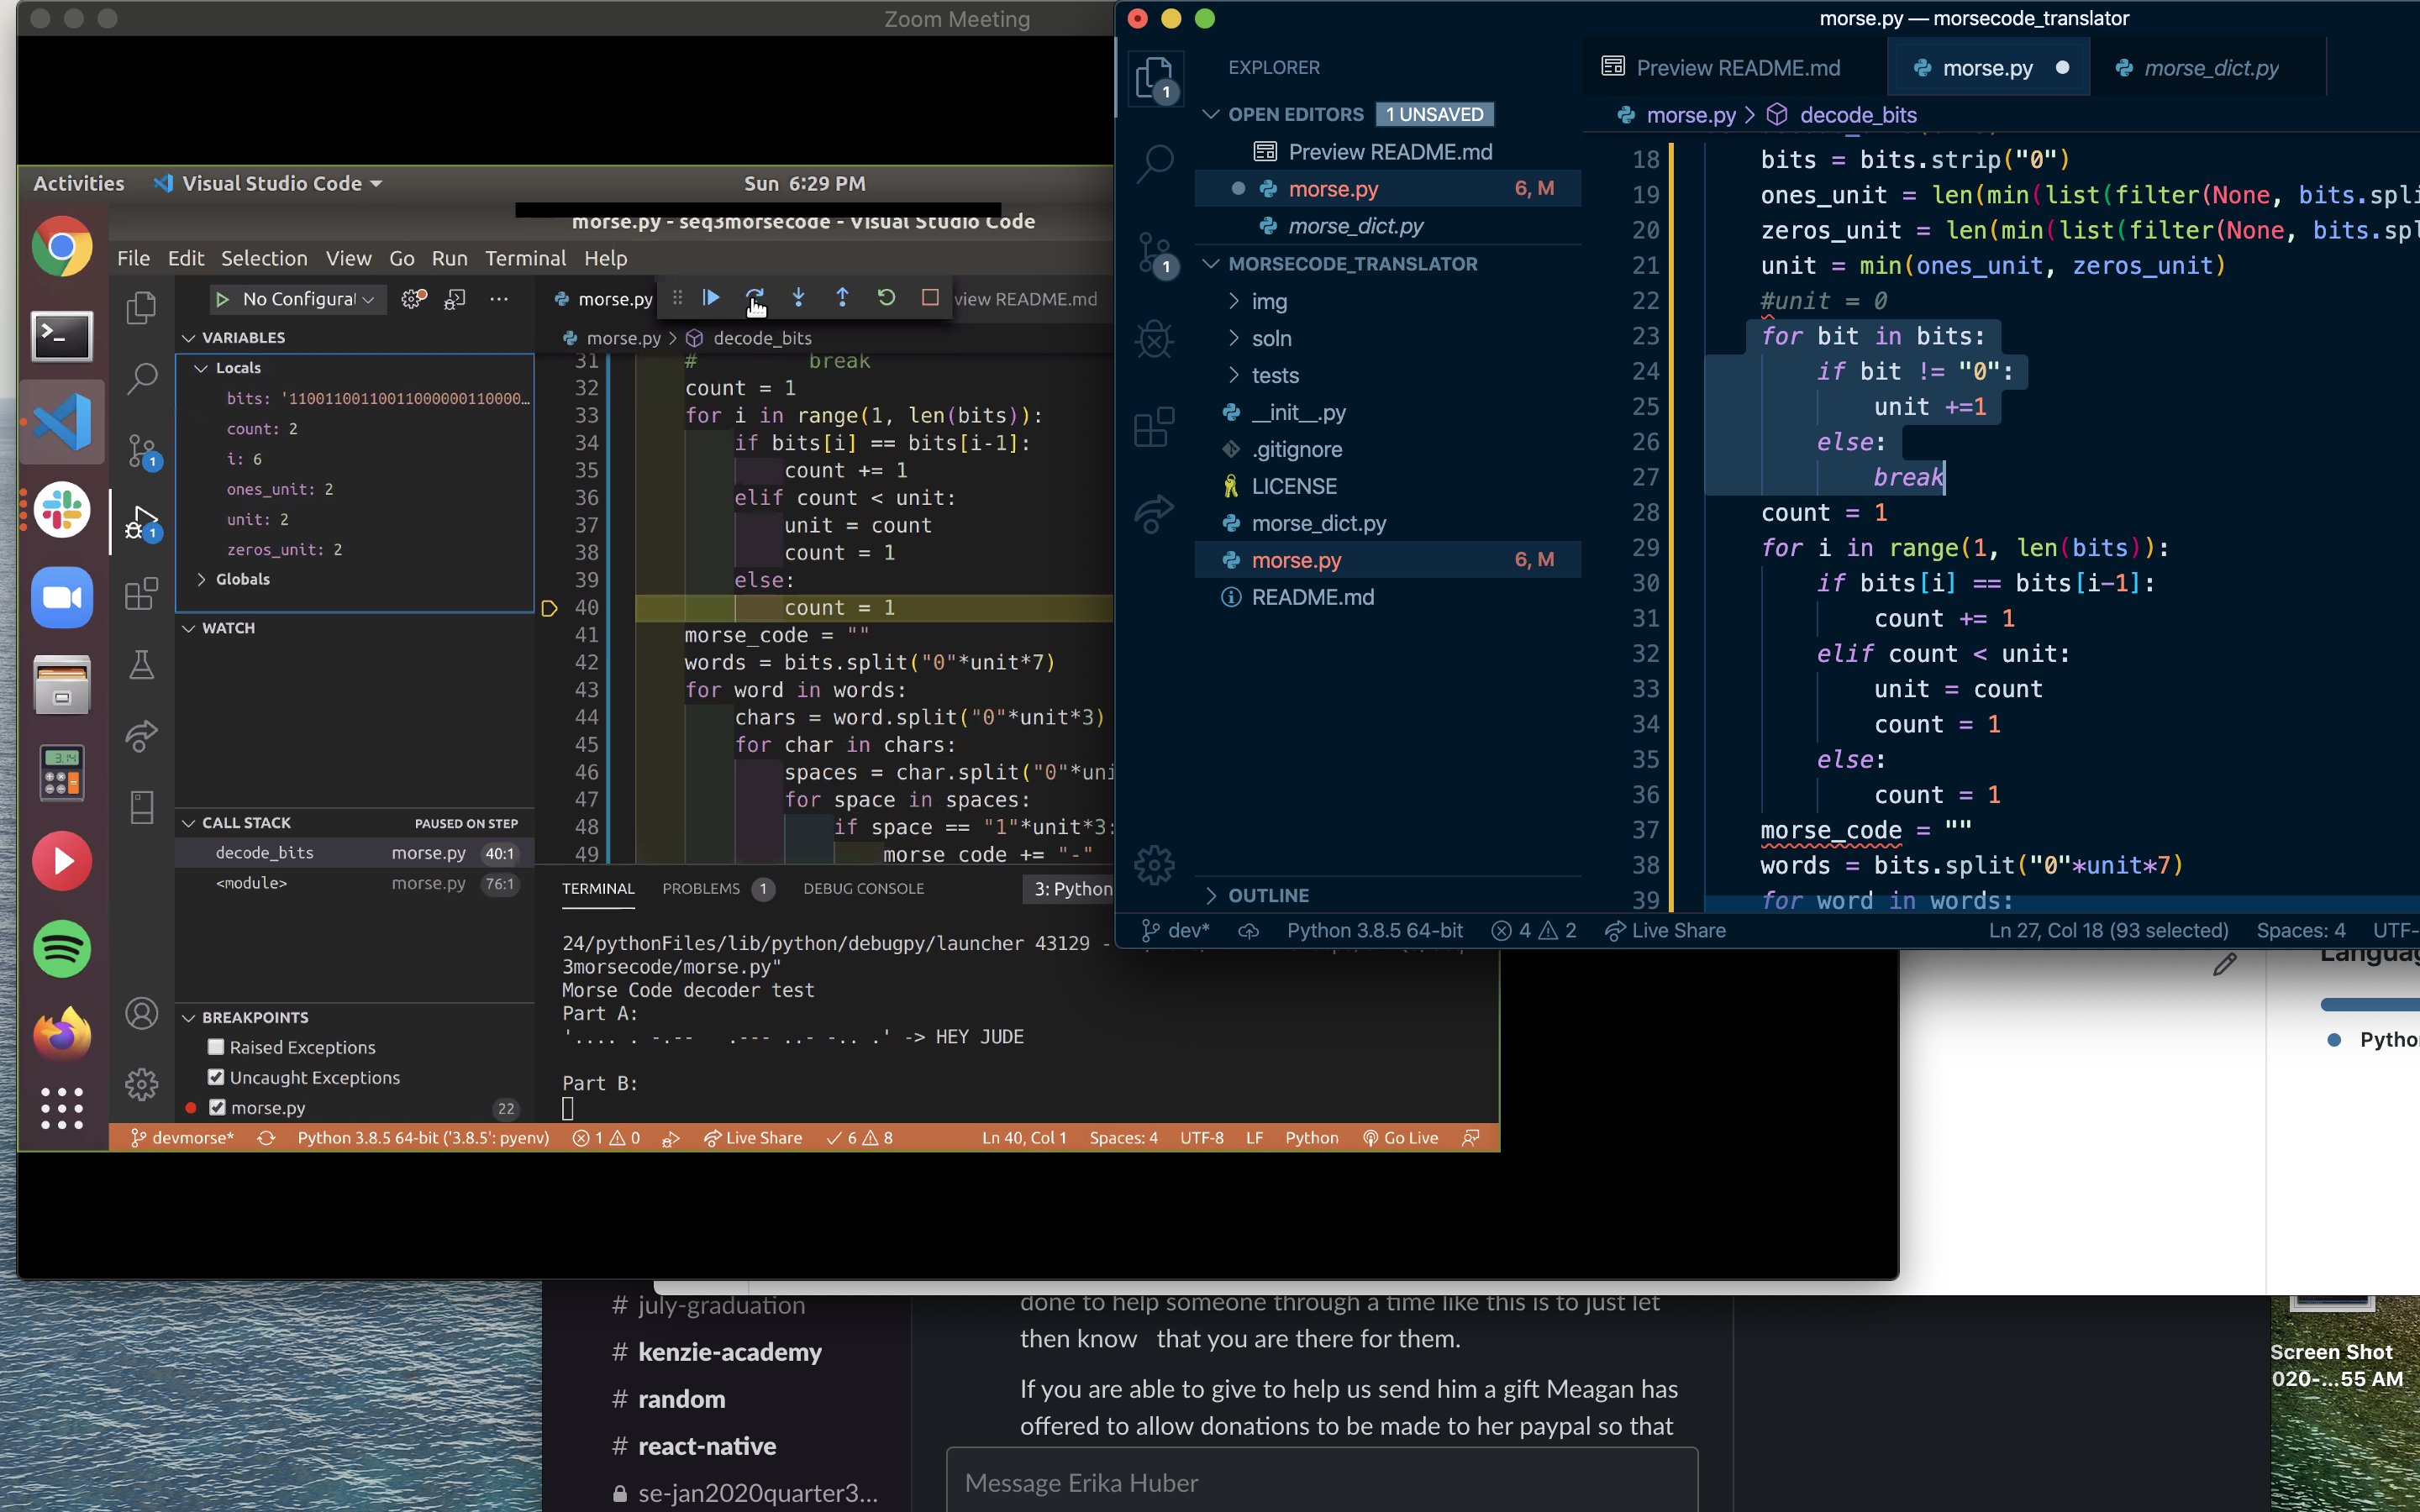 Zoom Meeting
Activities
Visual Studio Code
Sun 6:29 PM
morse.py - seq3morsecode - Visual Studio Code
File Edit Selection View Go Run Terminal Help
No Configurat
morse.py
view README.md
morse.py > decode_bits
VARIABLES
Locals
bits: '11001100110011000000110000…
count: 2
i: 6
ones_unit: 2
unit: 2
zeros_unit: 2
Globals
WATCH
CALL STACK
PAUSED ON STEP
decode_bits morse.py 40:1
<module> morse.py 76:1
BREAKPOINTS
Raised Exceptions
Uncaught Exceptions
morse.py 22
31 # break
32 count = 1
33 for i in range(1, len(bits)):
34 if bits[i] == bits[i-1]:
35 count += 1
36 elif count < unit:
37 unit = count
38 count = 1
39 else:
40 count = 1
41 morse_code = ""
42 words = bits.split("0"*unit*7)
43 for word in words:
44 chars = word.split("0"*unit*3)
45 for char in chars:
46 spaces = char.split("0"*uni
47 for space in spaces:
48 if space == "1"*unit*3:
49 morse_code += "-"
TERMINAL PROBLEMS 1 DEBUG CONSOLE
3: Python
24/pythonFiles/lib/python/debugpy/launcher 43129 -
3morsecode/morse.py"
Morse Code decoder test
Part A:
'.... . -.--   .--- ..- -.. .' -> HEY JUDE
Part B:
devmorse* Python 3.8.5 64-bit ('3.8.5': pyenv) 1 0 Live Share 6 8 Ln 40, Col 1 Spaces: 4 UTF-8 LF Python Go Live
3.14
1
1
morse.py — morsecode_translator
EXPLORER
OPEN EDITORS 1 UNSAVED
Preview README.md
morse.py 6, M
morse_dict.py
MORSECODE_TRANSLATOR
img
soln
tests
__init__.py
.gitignore
LICENSE
morse_dict.py
morse.py 6, M
README.md
OUTLINE
1
1
Preview README.md
morse.py
morse_dict.py
morse.py > decode_bits
18 bits = bits.strip("0")
19 ones_unit = len(min(list(filter(None, bits.spli
20 zeros_unit = len(min(list(filter(None, bits.spl
21 unit = min(ones_unit, zeros_unit)
22 #unit = 0
23 for bit in bits:
24 if bit != "0":
25 unit +=1
26 else:
27 break
28 count = 1
29 for i in range(1, len(bits)):
30 if bits[i] == bits[i-1]:
31 count += 1
32 elif count < unit:
33 unit = count
34 count = 1
35 else:
36 count = 1
37 morse_code = ""
38 words = bits.split("0"*unit*7)
39 for word in words:
dev* Python 3.8.5 64-bit 4 2 Live Share Ln 27, Col 18 (93 selected) Spaces: 4 UTF-
Languag
Pytho
# july-graduation
# kenzie-academy
# random
# react-native
se-jan2020quarter3...
done to help someone through a time like this is to just let
then know that you are there for them.
If you are able to give to help us send him a gift Meagan has
offered to allow donations to be made to her paypal so that
Message Erika Huber
Screen Shot
020-...55 AM